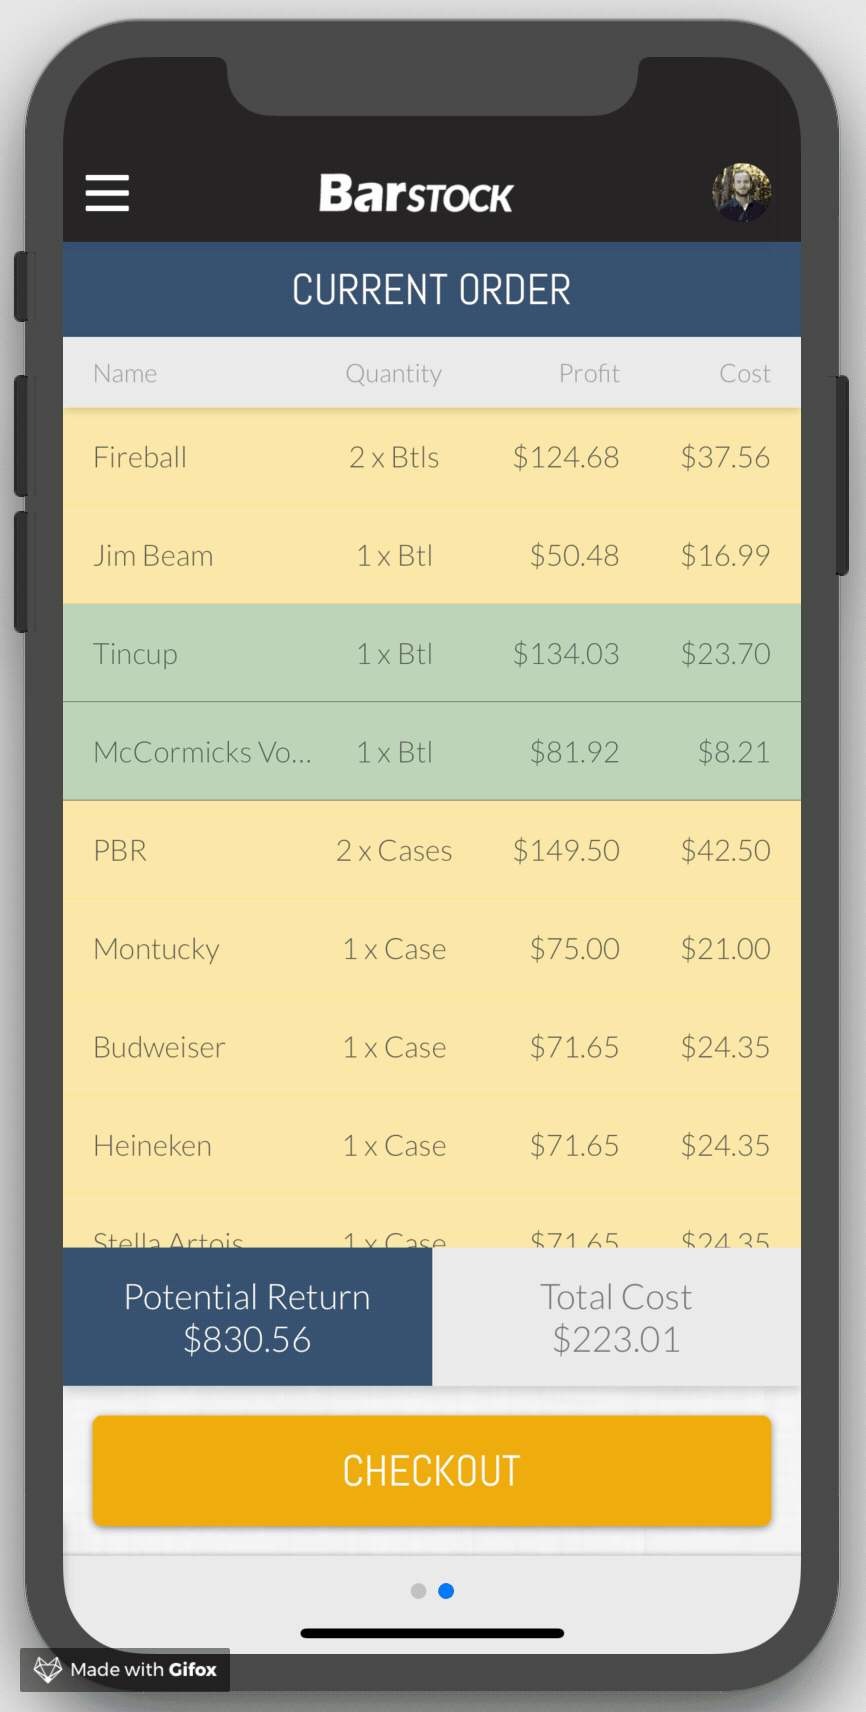 BarSTOCK
CURRENT ORDER
Name Quantity Profit Cost
Fireball 2 x Btls $124.68 $37.56
Jim Beam 1 x Btl $50.48 $16.99
Tincup 1 x Btl $134.03 $23.70
McCormicks Vo... 1 x Btl $81.92 $8.21
PBR 2 x Cases $149.50 $42.50
Montucky 1 x Case $75.00 $21.00
Budweiser 1 x Case $71.65 $24.35
Heineken 1 x Case $71.65 $24.35
Stella Artois 1 x Case $71.65 $24.35
Potential Return Total Cost
$830.56 $223.01
CHECKOUT
Made with Gifox